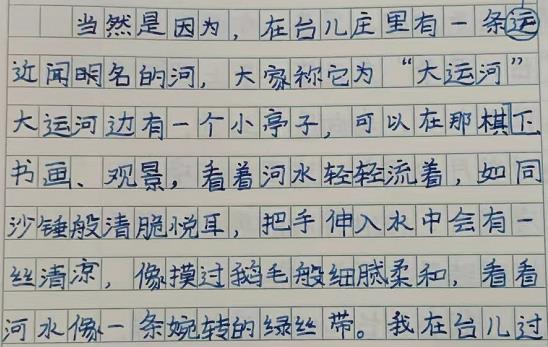 当然是因为，在台儿庄里有一条远
近闻明名的河，大家称它为“大运河”
大运河边有一个小亭子，可以在那棋下
书画、观景，看着河水轻轻流着，如同
沙锤般清脆悦耳，把手伸入水中会有一
丝清凉，像摸过鹅毛般细腻柔和，看看
河水像一条婉转的绿丝带。我在台儿过